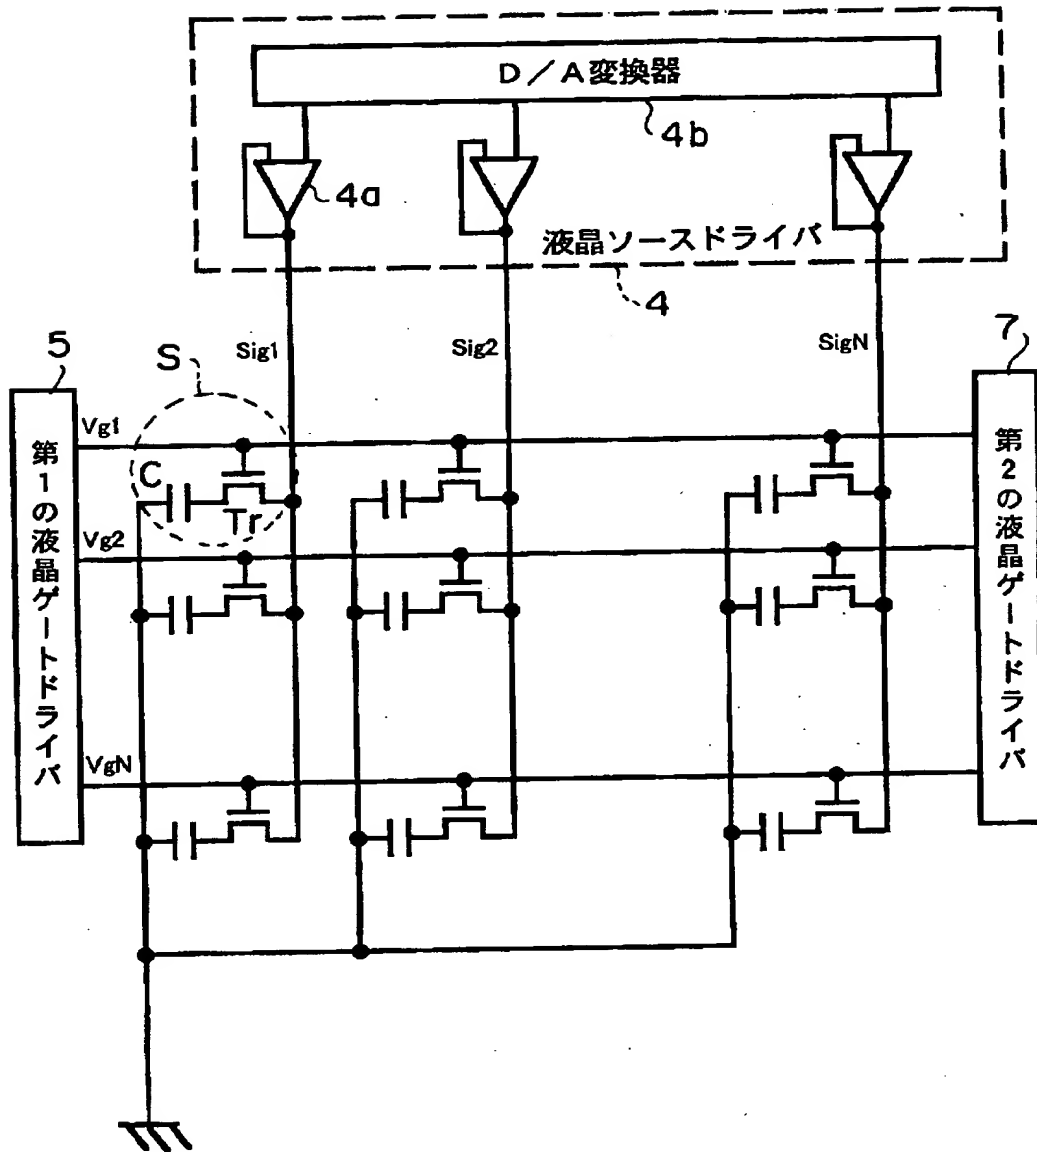 D/A変換器
4b
4a
液晶ソースドライバ
4
5
S
Sig1
Sig2
SigN
7
Vg1
C
Tr
Vg2
VgN
第1の液晶ゲートドライバ
第2の液晶ゲートドライバ